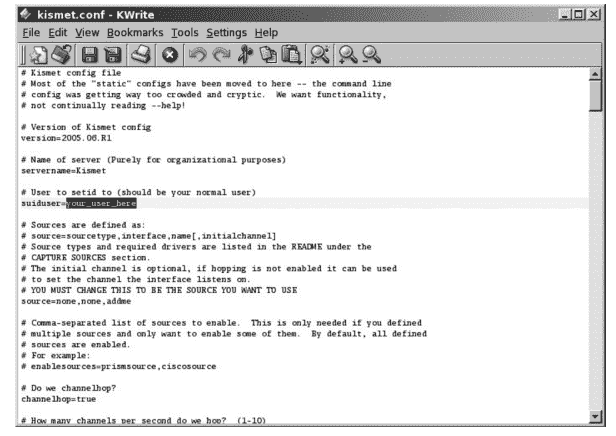 kismet.conf - KWrite
File Edit View Bookmarks Tools Settings Help
# Kismet config file
# Most of the "static" configs have been moved to here -- the command line
# config was getting way too crowded and cryptic.  We want functionality,
# not continually reading --help!
# Version of Kismet config
version=2005.06.R1
# Name of server (Purely for organizational purposes)
servername=Kismet
# User to setid to (should be your normal user)
suiduser=your_user_here
# Sources are defined as:
# source=sourcetype,interface,name[,initialchannel]
# Source types and required drivers are listed in the README under the
# CAPTURE SOURCES section.
# The initial channel is optional, if hopping is not enabled it can be used
# to set the channel the interface listens on.
# YOU MUST CHANGE THIS TO BE THE SOURCE YOU WANT TO USE
source=none,none,addme
# Comma-separated list of sources to enable.  This is only needed if you defined
# multiple sources and only want to enable some of them.  By default, all defined
# sources are enabled.
# For example:
# enablesources=prismsource,ciscosource
# Do we channelhop?
channelhop=true
# How many channels per second do we hop?  (1-10)